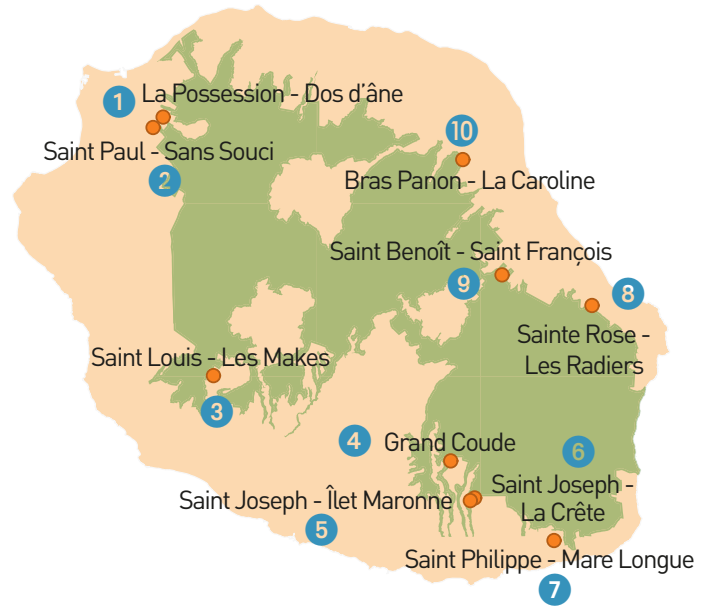 1
La Possession - Dos d'âne
Saint Paul - Sans Souci
2
10
Bras Panon - La Caroline
Saint Benoît - Saint François
9
8
Sainte Rose -
Les Radiers
Saint Louis - Les Makes
3
4
Grand Coude
6
Saint Joseph - Îlet Maronne
5
Saint Joseph -
La Crête
Saint Philippe - Mare Longue
7